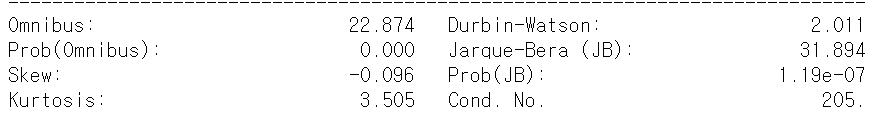 Omnibus: 22.874 Durbin-Watson: 2.011
Prob(Omnibus): 0.000 Jarque-Bera (JB): 31.894
Skew: -0.096 Prob(JB): 1.19e-07
Kurtosis: 3.505 Cond. No. 205.